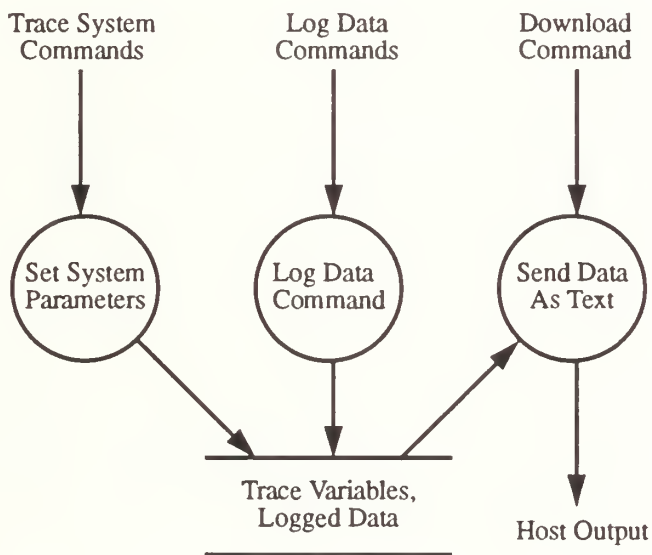 Trace System
Commands
Log Data
Commands
Download
Command
Set System
Parameters
Log Data
Command
Send Data
As Text
Trace Variables,
Logged Data
Host Output